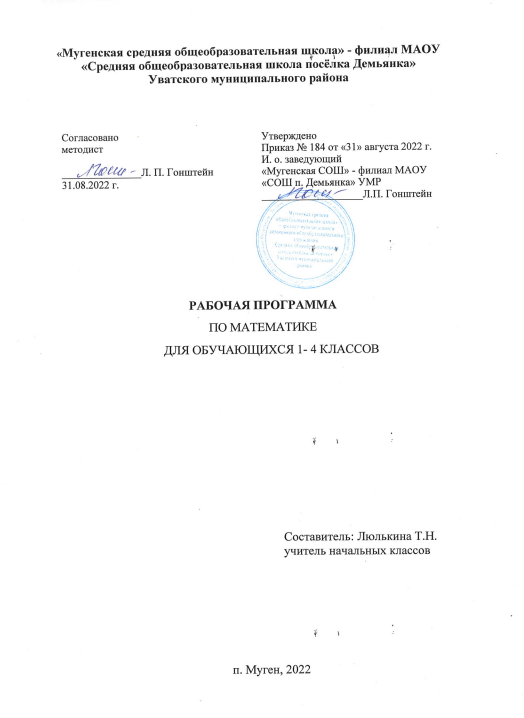 «Мугенская средняя общеобразовательная школа» - филиал МАОУ
«Средняя общеобразовательная школа посёлка Демьянка»
Уватского муниципального района
Согласовано
методист
Л. П. Гонштейн
31.08.2022 г.
Утверждено
Приказ № 184 от «31» августа 2022 г.
И. о. заведующий
«Мугенская СОШ» - филиал МАОУ
«СОШ п. Демьянка» УМР
Л.П. Гонштейн
РАБОЧАЯ ПРОГРАММА
ПО МАТЕМАТИКЕ
ДЛЯ ОБУЧАЮЩИХСЯ 1- 4 КЛАССОВ
Составитель: Люлькина Т.Н.
учитель начальных классов
п. Муген, 2022